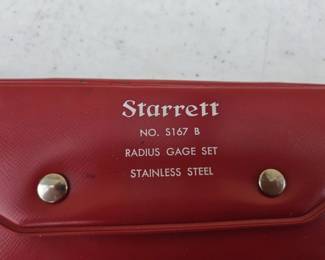 Starrett
NO. S167 B
RADIUS GAGE SET
STAINLESS STEEL